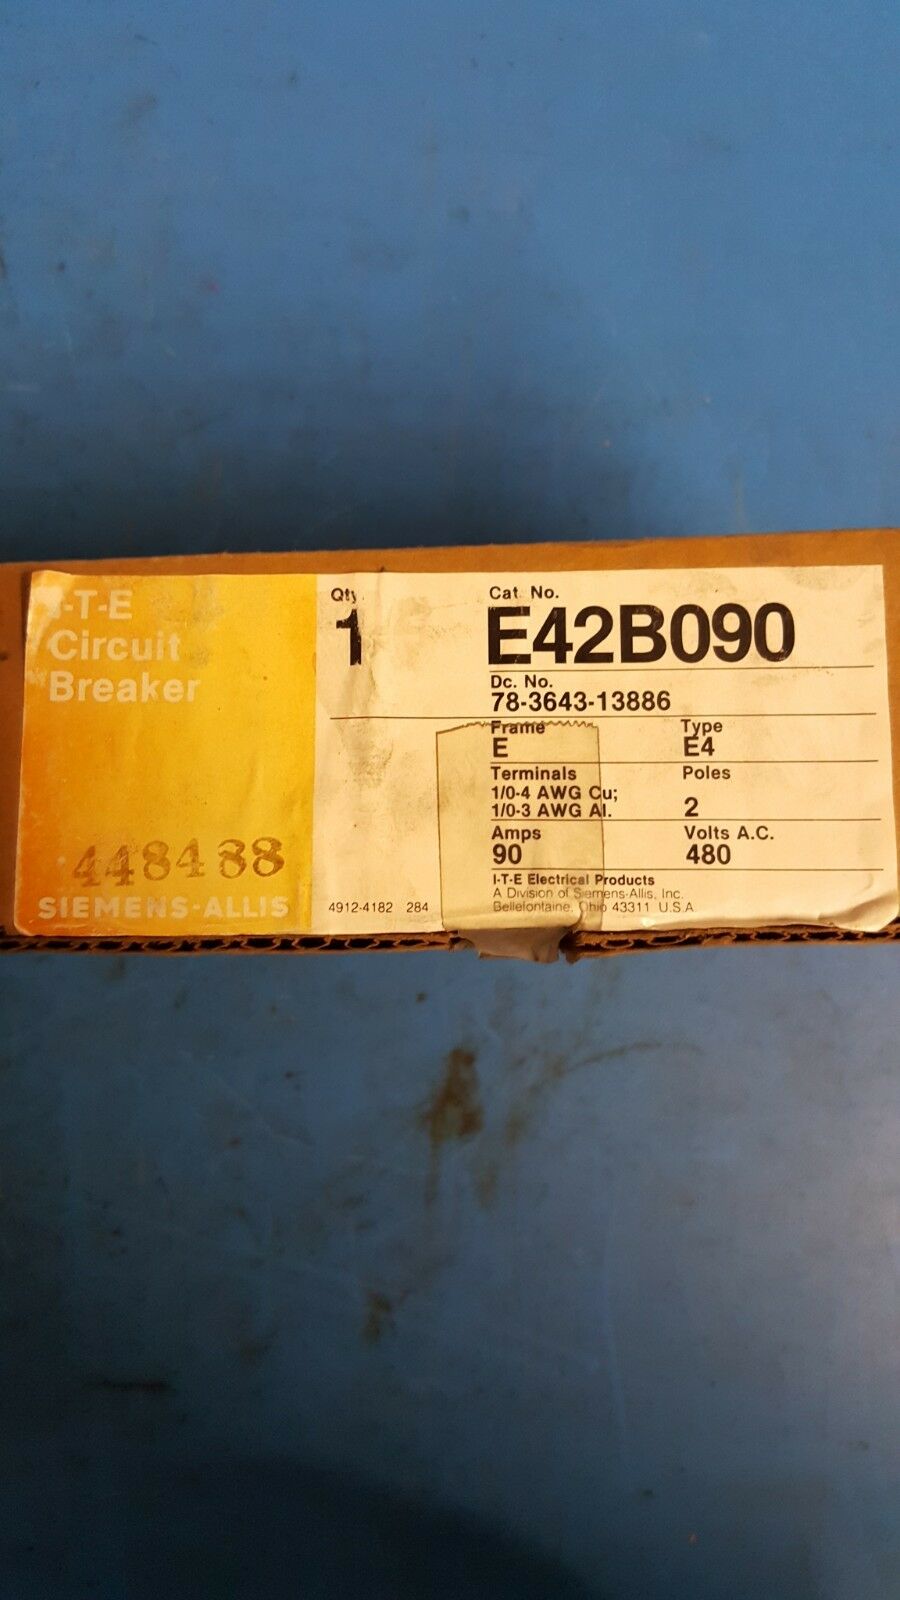 I-T-E
Circuit
Breaker
448488
SIEMENS-ALLIS
Qty.
1
4912-4182 284
Cat. No.
E42B090
Dc. No.
78-3643-13886
Frame Type
E E4
Terminals Poles
1/0-4 AWG Cu;
1/0-3 AWG Al. 2
Amps Volts A.C.
90 480
I-T-E Electrical Products
A Division of Siemens-Allis, Inc.
Bellefontaine, Ohio 43311 U.S.A.